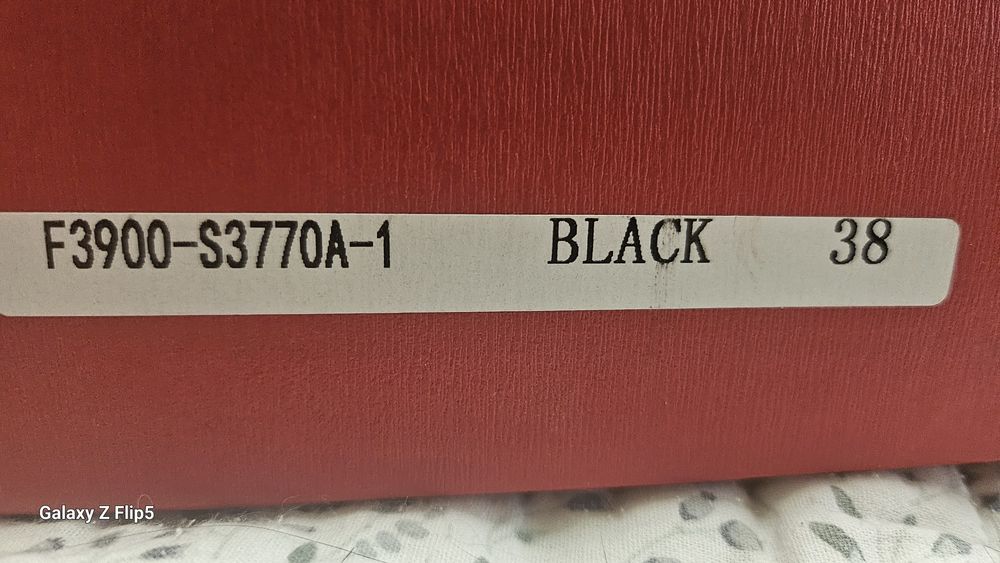 F3900-S3770A-1 BLACK 38
Galaxy Z Flip5